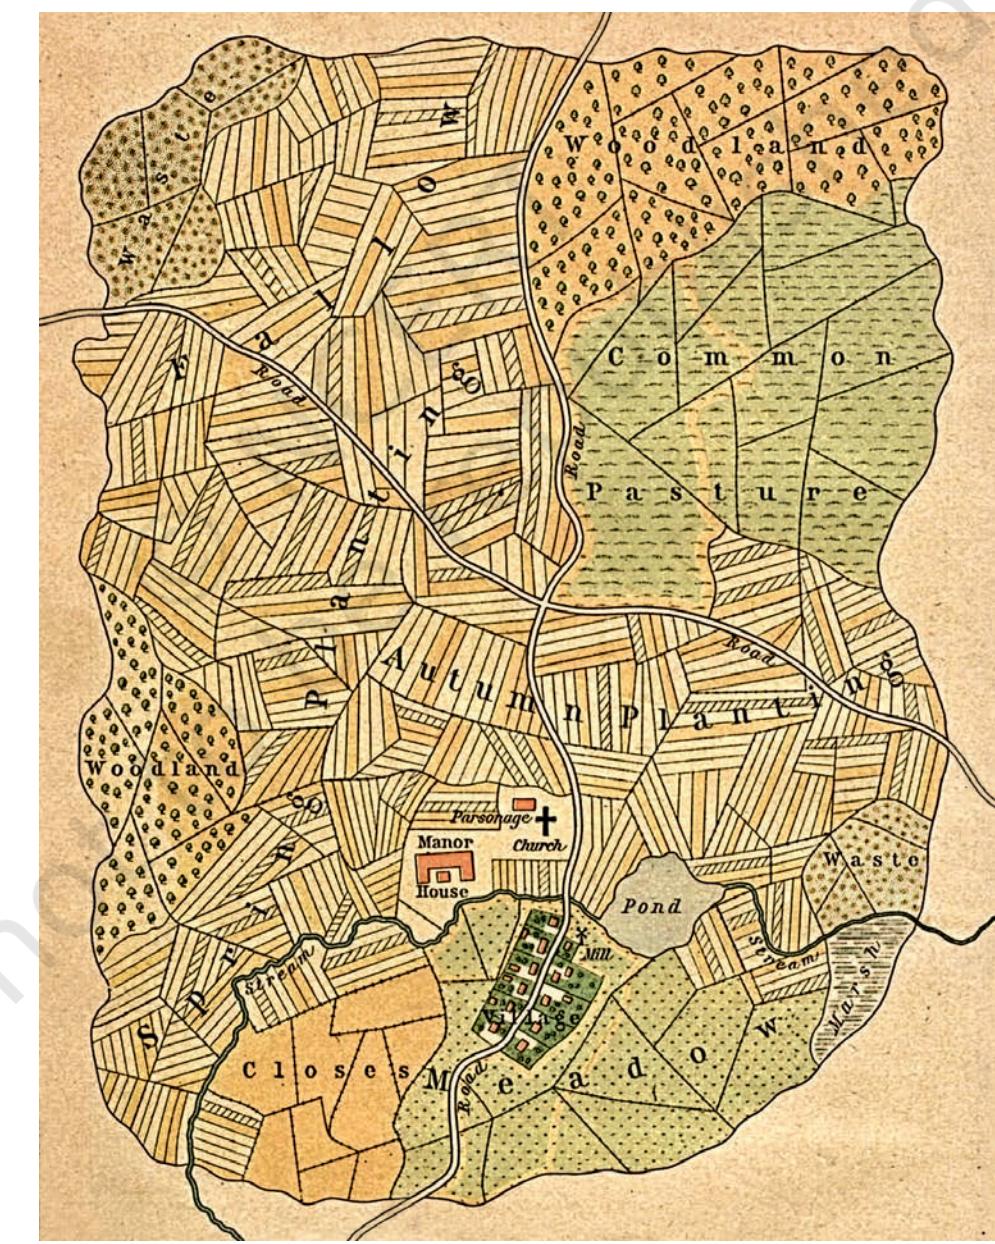 Waste
Fallow
Woodland
Common
Road
Road
Pasture
Spring Planting
Road
Autumn Planting
Woodland
Parsonage
Church
Manor
House
Waste
Pond
Mill
Stream
Stream
Marsh
Village
Closes
Meadow
Road